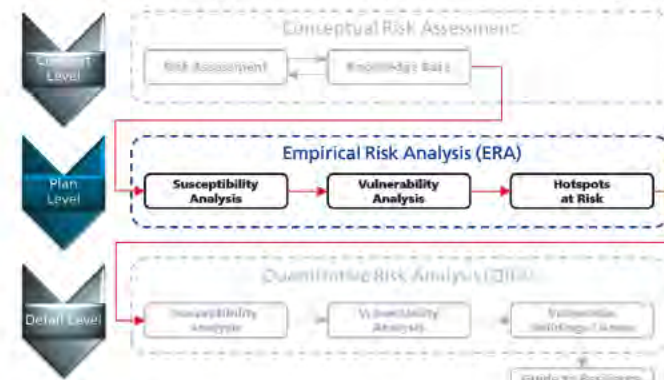 Conceptual Risk Assessment
Level
Risk Assessment
Knowledge Base
Empirical Risk Analysis (ERA)
Plan
Level
Susceptibility
Analysis
Vulnerability
Analysis
Hotspots
at Risk
Quantitative Risk Analysis (QRA)
Detail Level
Susceptibility
Analysis
Vulnerability
Analysis
Vulnerable